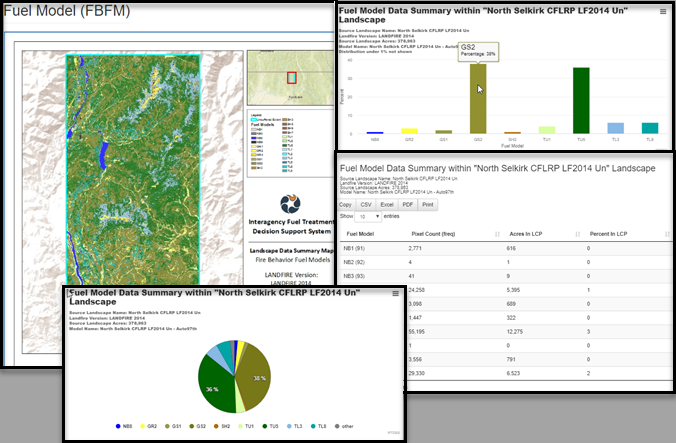 Fuel Model (FBFM)
Legend
Fuel Models
Interagency Fuel Treatment
Decision Support System
Landscape Data Summary Map
Fire Behavior Fuel Models
LANDFIRE Version:
LANDFIRE 2014
Fuel Model Data Summary within "North Selkirk CFLRP LF2014 Un"
Landscape
Source Landscape Name: North Selkirk CFLRP LF2014 Un
Landfire Version: LANDFIRE 2014
Source Landscape Acres: 378,963
Model Name: North Selkirk CFLRP LF2014 Un - Auto97th
Distribution under 1% not shown
GS2
Percentage: 38%
Percent
40
30
20
10
0
NB8 GR2 GS1 GS2 SH2 TU1 TU5 TL3 TL8
Fuel Model
Fuel Model Data Summary within "North Selkirk CFLRP LF2014 Un" Landscape
Source Landscape Name: North Selkirk CFLRP LF2014 Un
Landfire Version: LANDFIRE 2014
Source Landscape Acres: 378,963
Model Name: North Selkirk CFLRP LF2014 Un - Auto97th
Copy CSV Excel PDF Print
Show 10 entries
Fuel Model Pixel Count (freq) Acres In LCP Percent In LCP
NB1 (91) 2,771 616 0
NB2 (92) 4 1 0
NB3 (93) 41 9 0
24,258 5,395 1
3,098 689 0
1,447 322 0
55,195 12,275 3
1 0 0
3,556 791 0
29,330 6,523 2
Fuel Model Data Summary within "North Selkirk CFLRP LF2014 Un"
Landscape
Source Landscape Name: North Selkirk CFLRP LF2014 Un
Landfire Version: LANDFIRE 2014
Source Landscape Acres: 378,963
Model Name: North Selkirk CFLRP LF2014 Un - Auto97th
38 %
36 %
NB8 GR2 GS1 GS2 SH2 TU1 TU5 TL3 TL8 other